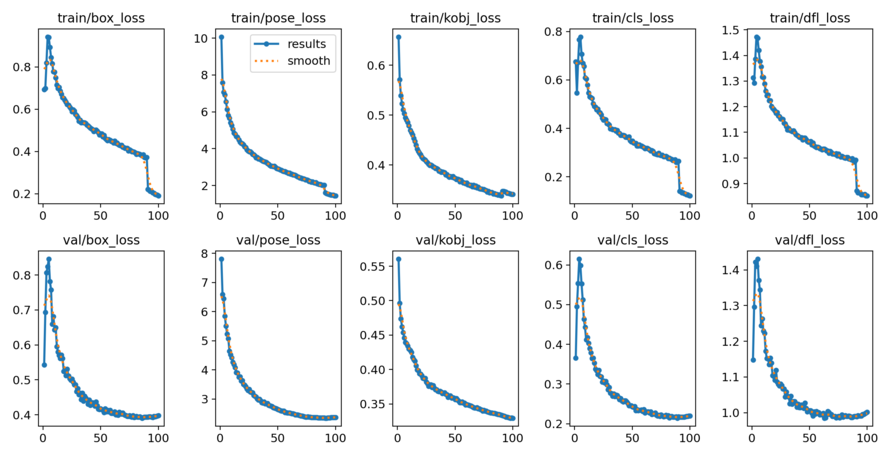 train/box_loss
train/pose_loss
train/kobj_loss
train/cls_loss
train/dfl_loss
0.8
0.6
0.4
0.2
0 50 100
10
8
6
4
2
results
smooth
0 50 100
0.6
0.5
0.4
0 50 100
0.8
0.6
0.4
0.2
0 50 100
1.5
1.4
1.3
1.2
1.1
1.0
0.9
0 50 100
val/box_loss
val/pose_loss
val/kobj_loss
val/cls_loss
val/dfl_loss
0.8
0.7
0.6
0.5
0.4
0 50 100
8
7
6
5
4
3
0 50 100
0.55
0.50
0.45
0.40
0.35
0 50 100
0.6
0.5
0.4
0.3
0.2
0 50 100
1.4
1.3
1.2
1.1
1.0
0 50 100